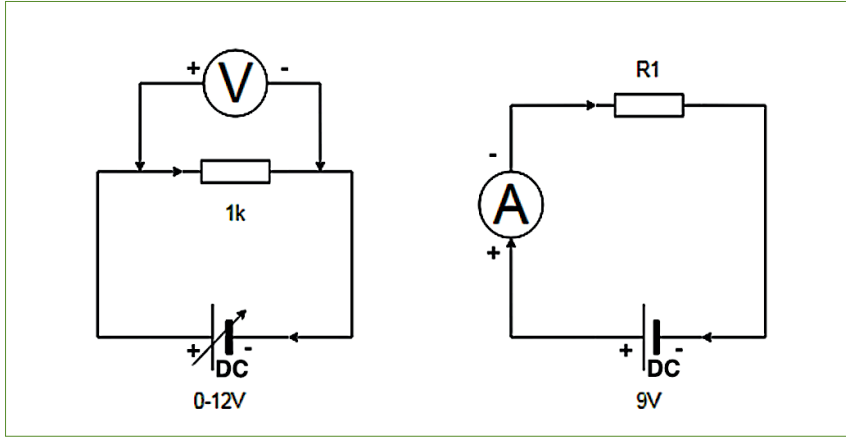 + V -
1k
+ -
DC
0-12V
R1
-
A
+
+ -
DC
9V